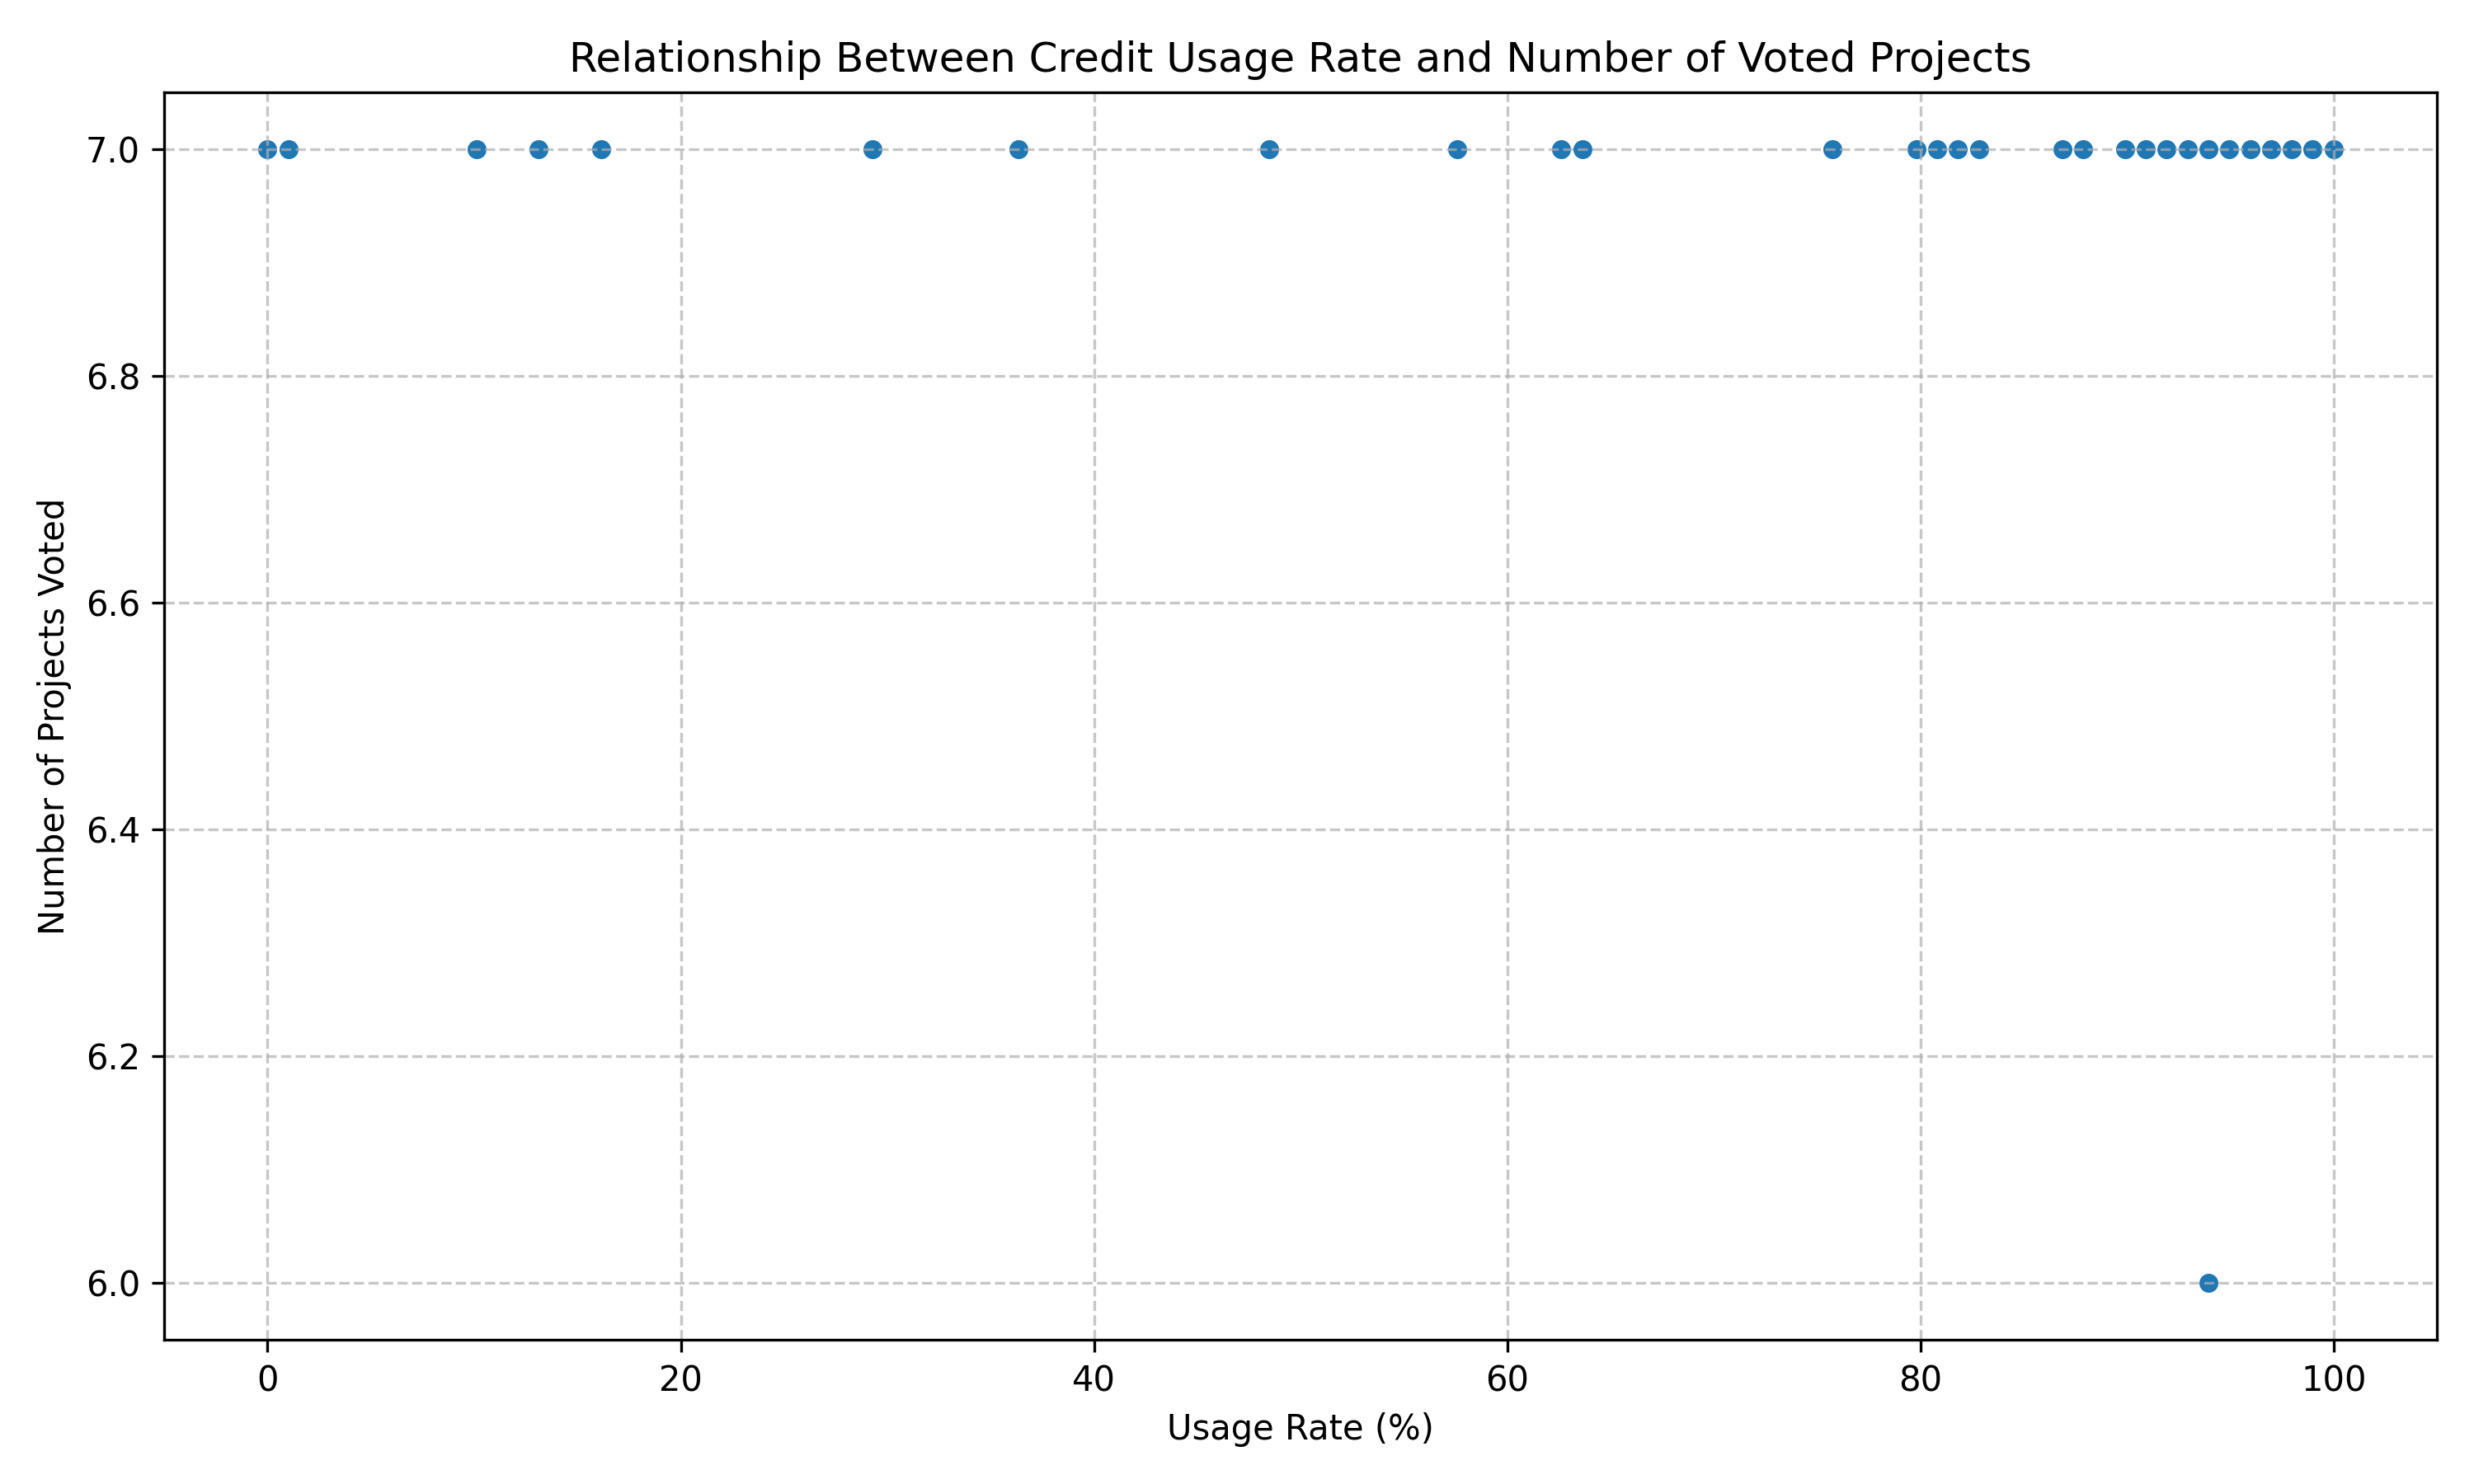 Relationship Between Credit Usage Rate and Number of Voted Projects
7.0
6.8
6.6
6.4
6.2
6.0
Number of Projects Voted
0 20 40 60 80 100
Usage Rate (%)